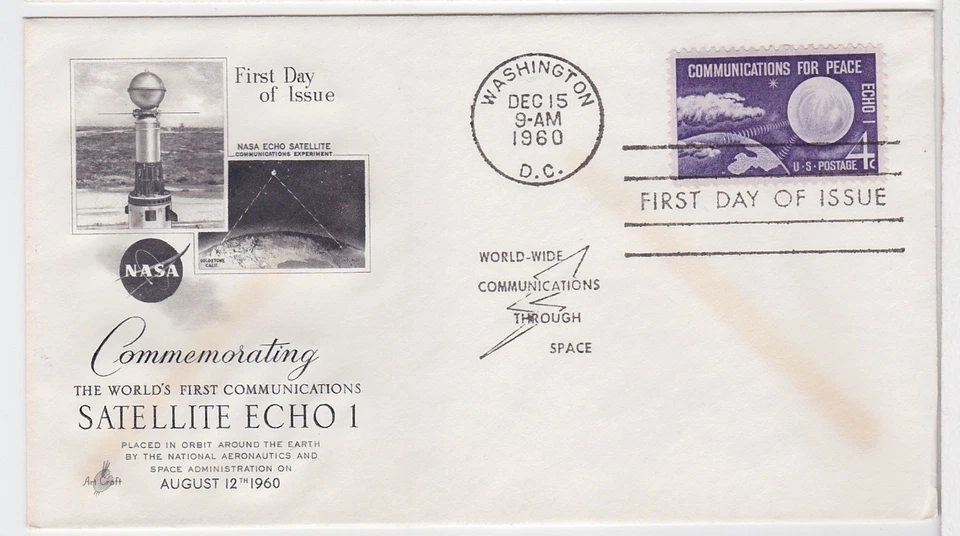 First Day
of Issue
NASA ECHO SATELLITE
COMMUNICATIONS EXPERIMENT
GOLDSTONE
CALIF.
NASA
Commemorating
THE WORLD'S FIRST COMMUNICATIONS
SATELLITE ECHO 1
PLACED IN ORBIT AROUND THE EARTH
BY THE NATIONAL AERONAUTICS AND
SPACE ADMINISTRATION ON
AUGUST 12TH 1960
Art Craft
WASHINGTON
DEC 15
9-AM
1960
D.C.
WORLD-WIDE
COMMUNICATIONS
THROUGH
SPACE
COMMUNICATIONS FOR PEACE
ECHO I
U·S·POSTAGE 4c
FIRST DAY OF ISSUE